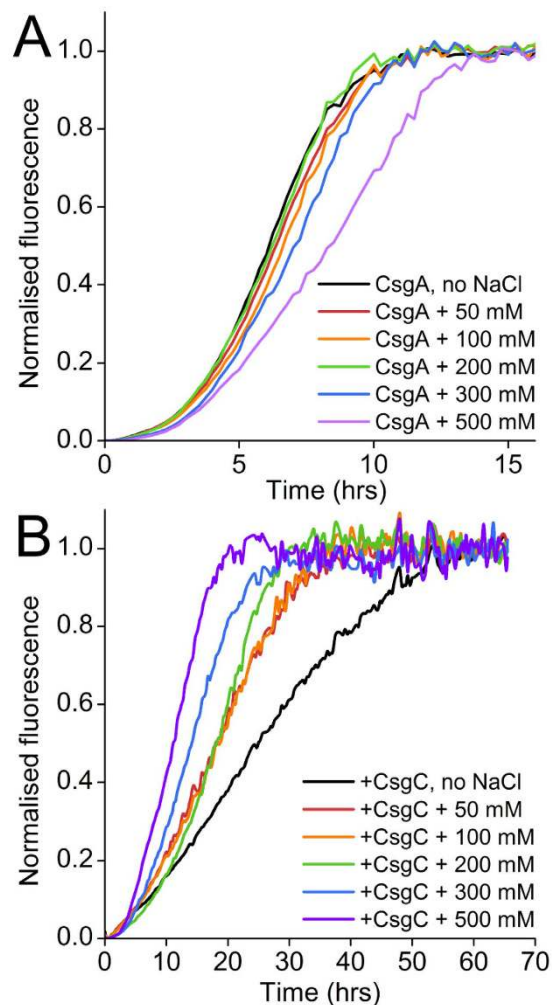 A
Normalised fluorescence
1.0
0.8
0.6
0.4
0.2
0.0
CsgA, no NaCl
CsgA + 50 mM
CsgA + 100 mM
CsgA + 200 mM
CsgA + 300 mM
CsgA + 500 mM
0 5 10 15
Time (hrs)
B
Normalised fluorescence
1.0
0.8
0.6
0.4
0.2
0.0
+CsgC, no NaCl
+CsgC + 50 mM
+CsgC + 100 mM
+CsgC + 200 mM
+CsgC + 300 mM
+CsgC + 500 mM
0 10 20 30 40 50 60 70
Time (hrs)